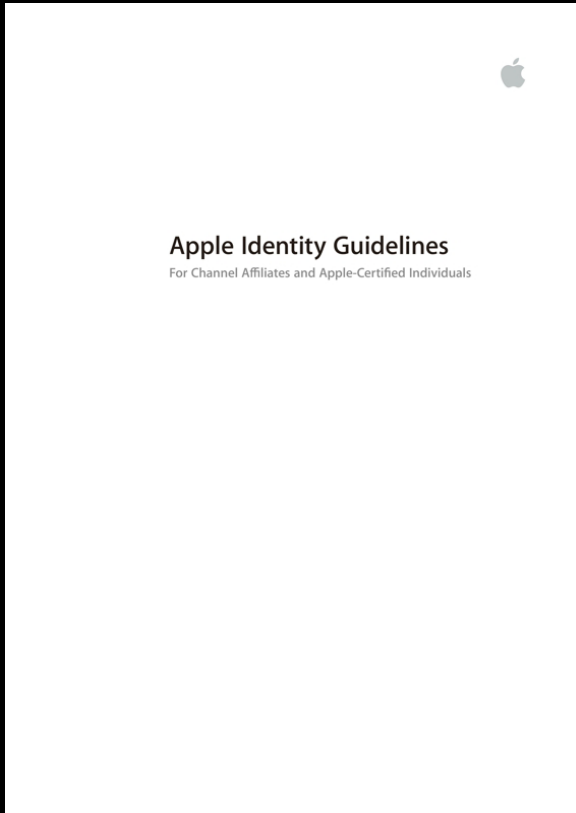 Apple Identity Guidelines
For Channel Affiliates and Apple-Certified Individuals